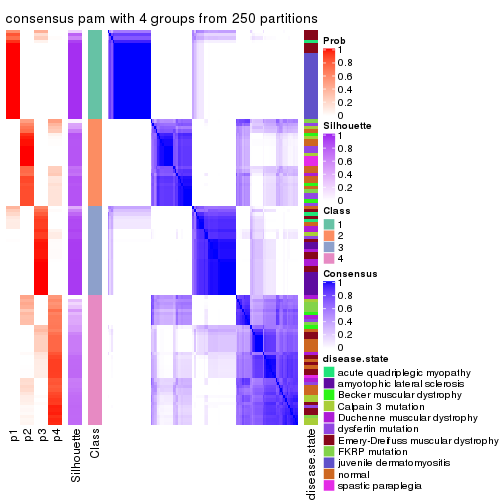 consensus pam with 4 groups from 250 partitions
Prob
1
0.8
0.6
0.4
0.2
0
Silhouette
1
0.8
0.6
0.4
0.2
0
Class
1
2
3
4
Consensus
1
0.8
0.6
0.4
0.2
0
disease.state
acute quadriplegic myopathy
amyotophic lateral sclerosis
Becker muscular dystrophy
Calpain 3 mutation
Duchenne muscular dystrophy
dysferlin mutation
Emery-Dreifuss muscular dystrophy
FKRP mutation
juvenile dermatomyositis
normal
spastic paraplegia
p1
p2
p3
p4
Silhouette
Class
disease.state